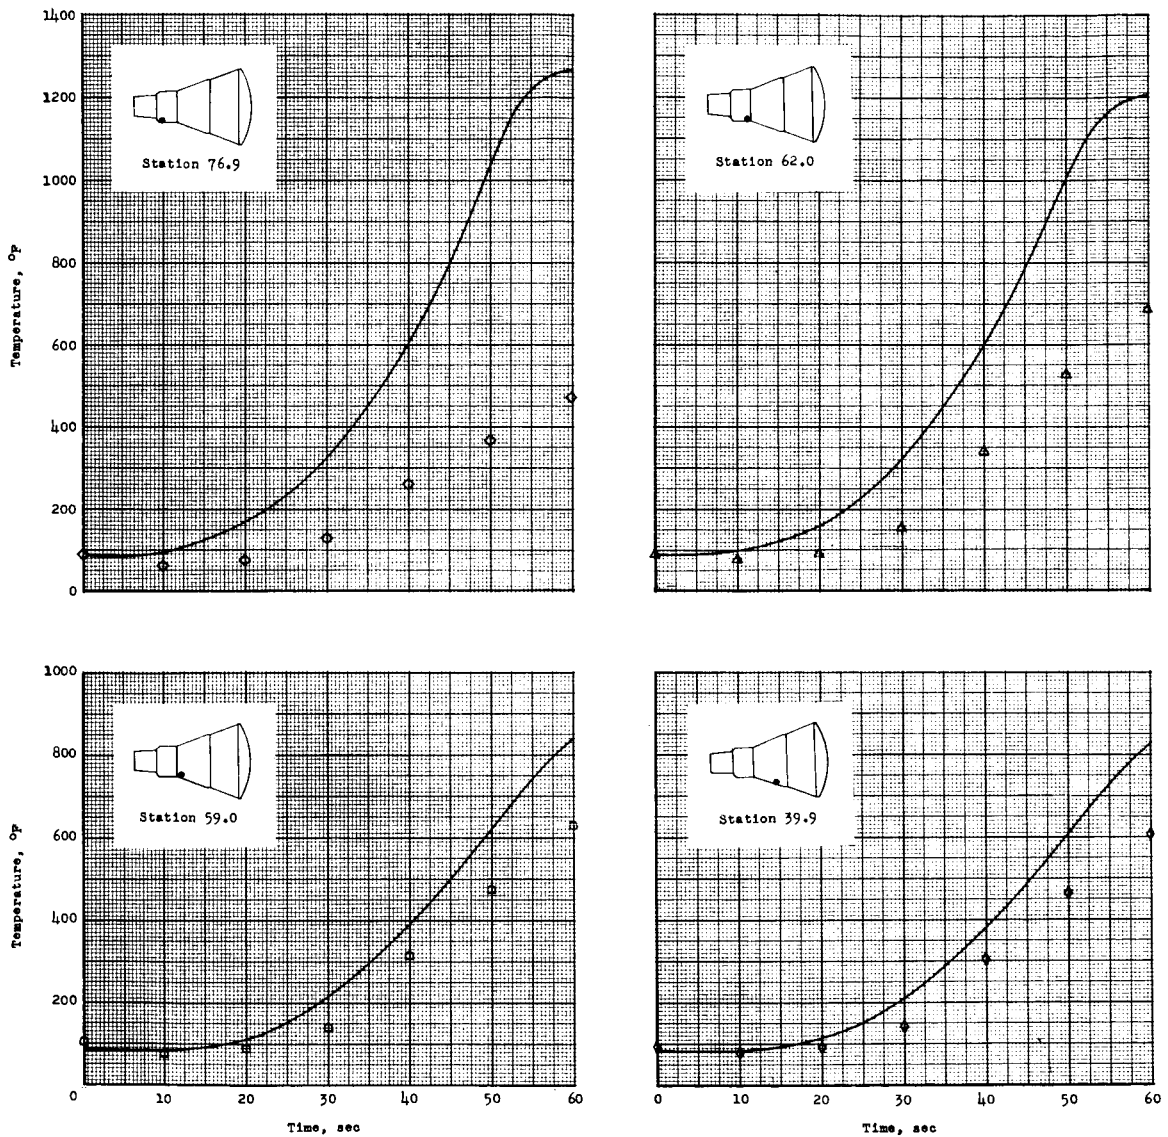 1400
1200
1000
800
600
400
200
0
Temperature, °F
Station 76.9
Station 62.0
1000
800
600
400
200
Temperature, °F
Station 59.0
Station 39.9
0 10 20 30 40 50 60
0 10 20 30 40 50 60
Time, sec
Time, sec